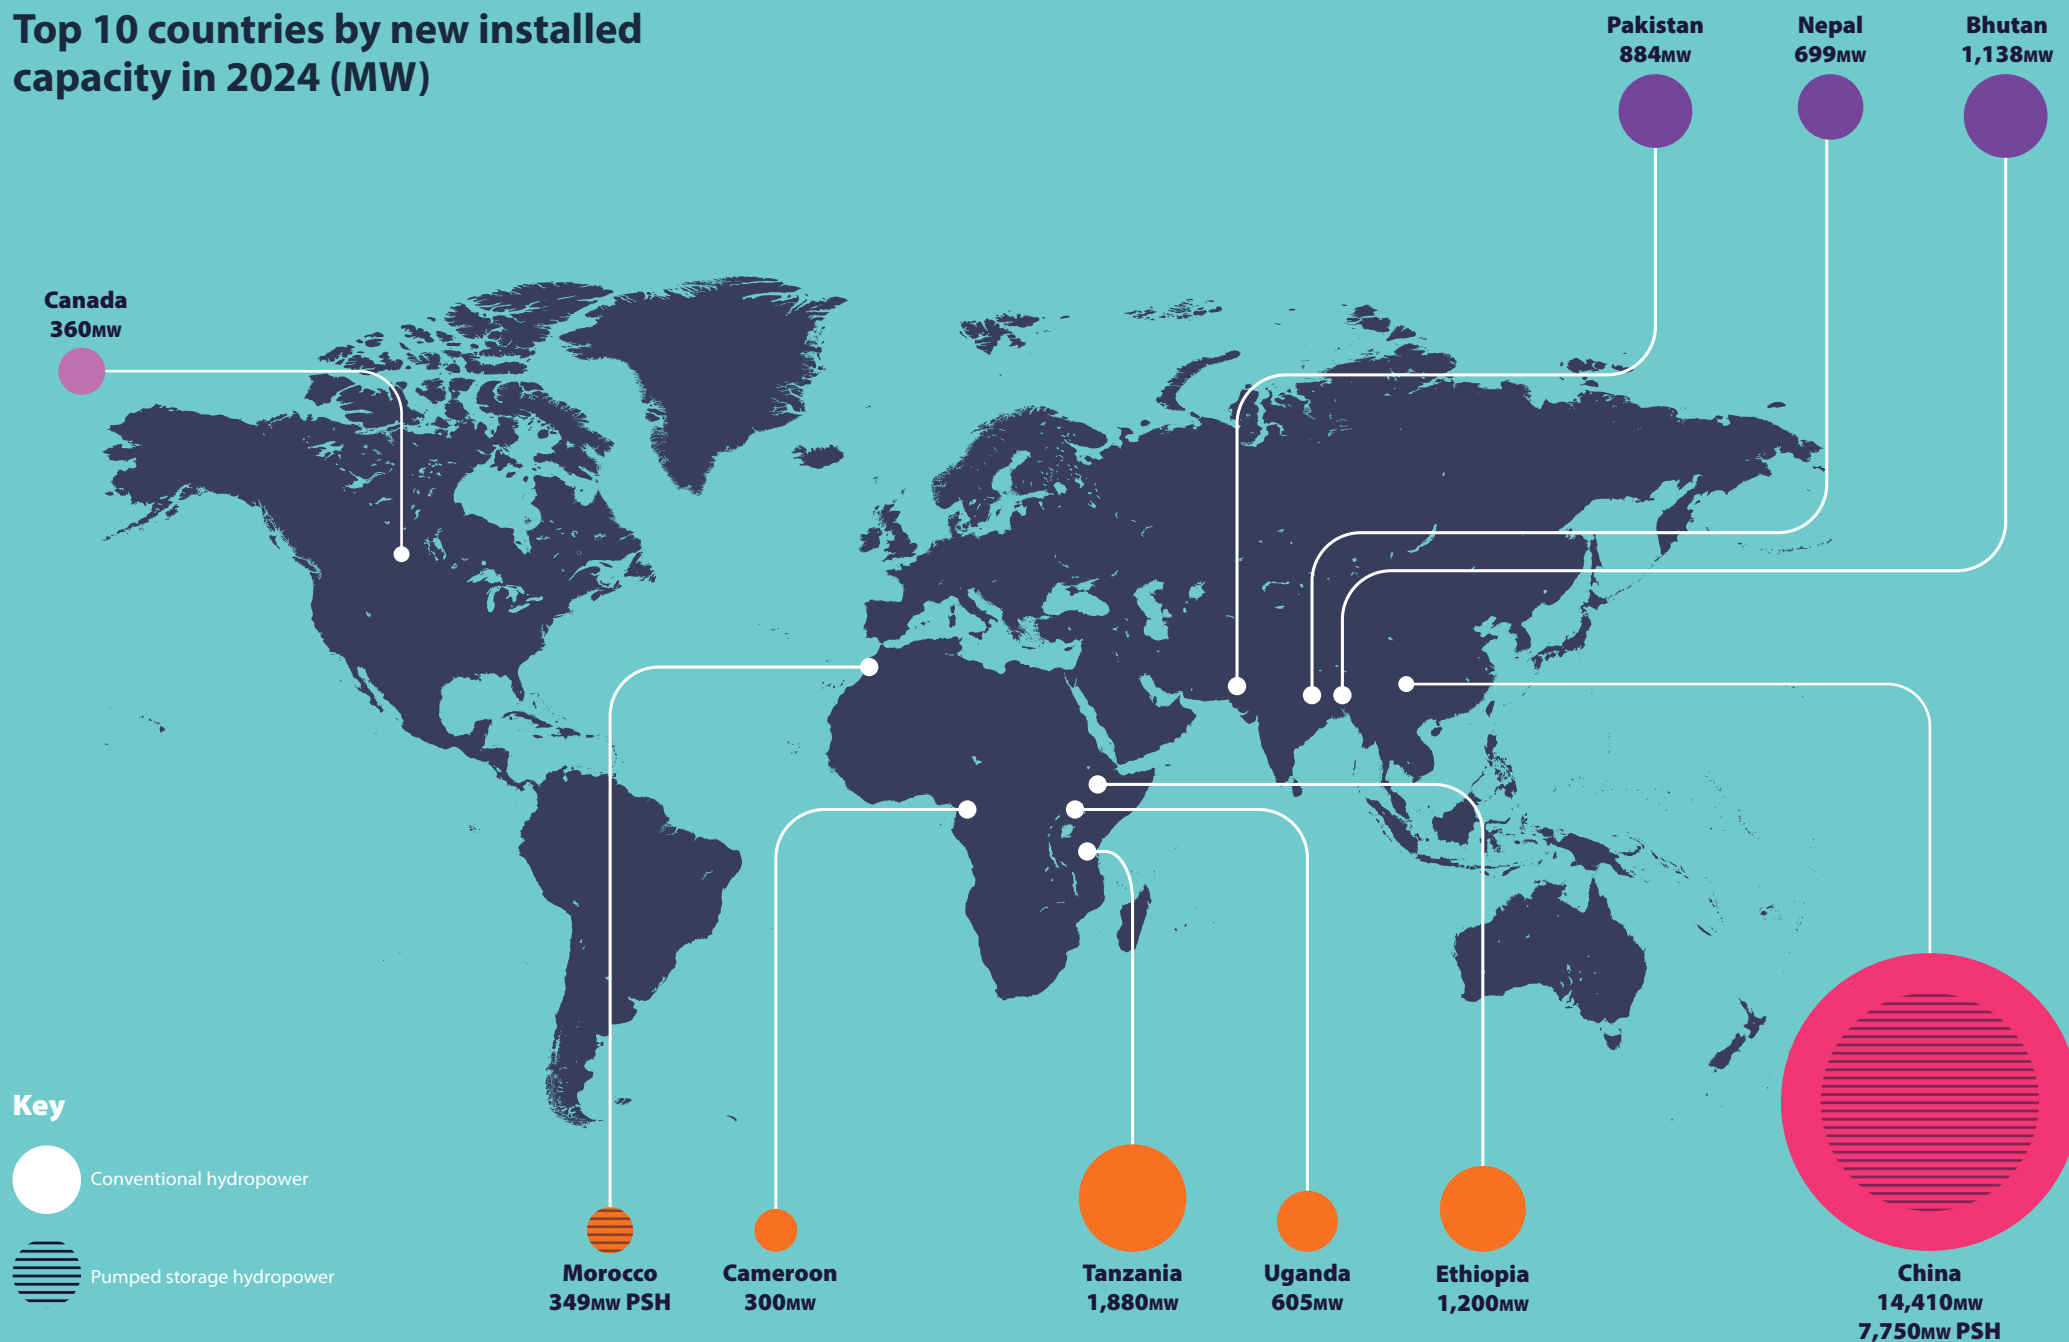 Top 10 countries by new installed
capacity in 2024 (MW)
Pakistan
884MW
Nepal
699MW
Bhutan
1,138MW
Canada
360MW
Key
Conventional hydropower
Pumped storage hydropower
Morocco
349MW PSH
Cameroon
300MW
Tanzania
1,880MW
Uganda
605MW
Ethiopia
1,200MW
China
14,410MW
7,750MW PSH